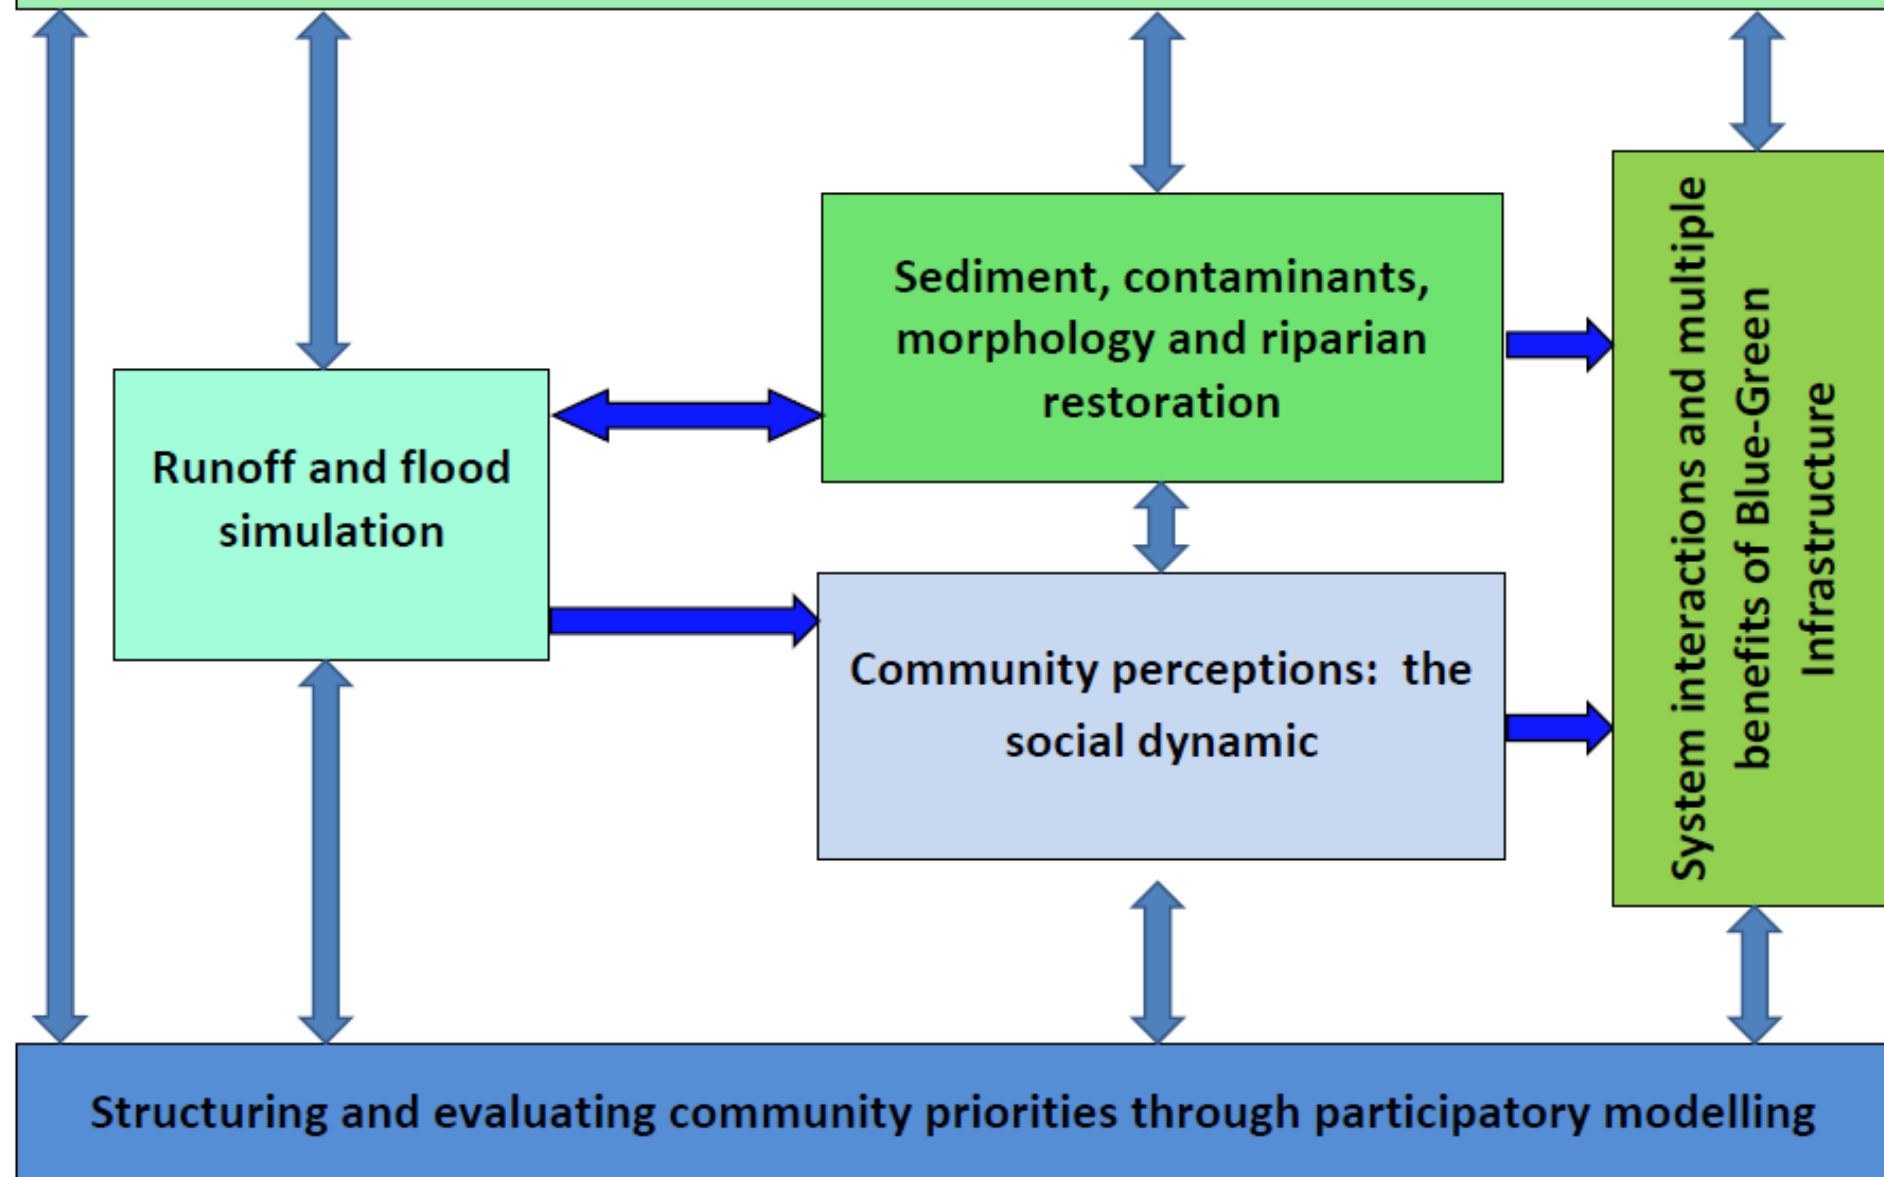 Sediment, contaminants,
morphology and riparian
restoration
Runoff and flood
simulation
Community perceptions:  the
social dynamic
System interactions and multiple
benefits of Blue-Green
Infrastructure
Structuring and evaluating community priorities through participatory modelling